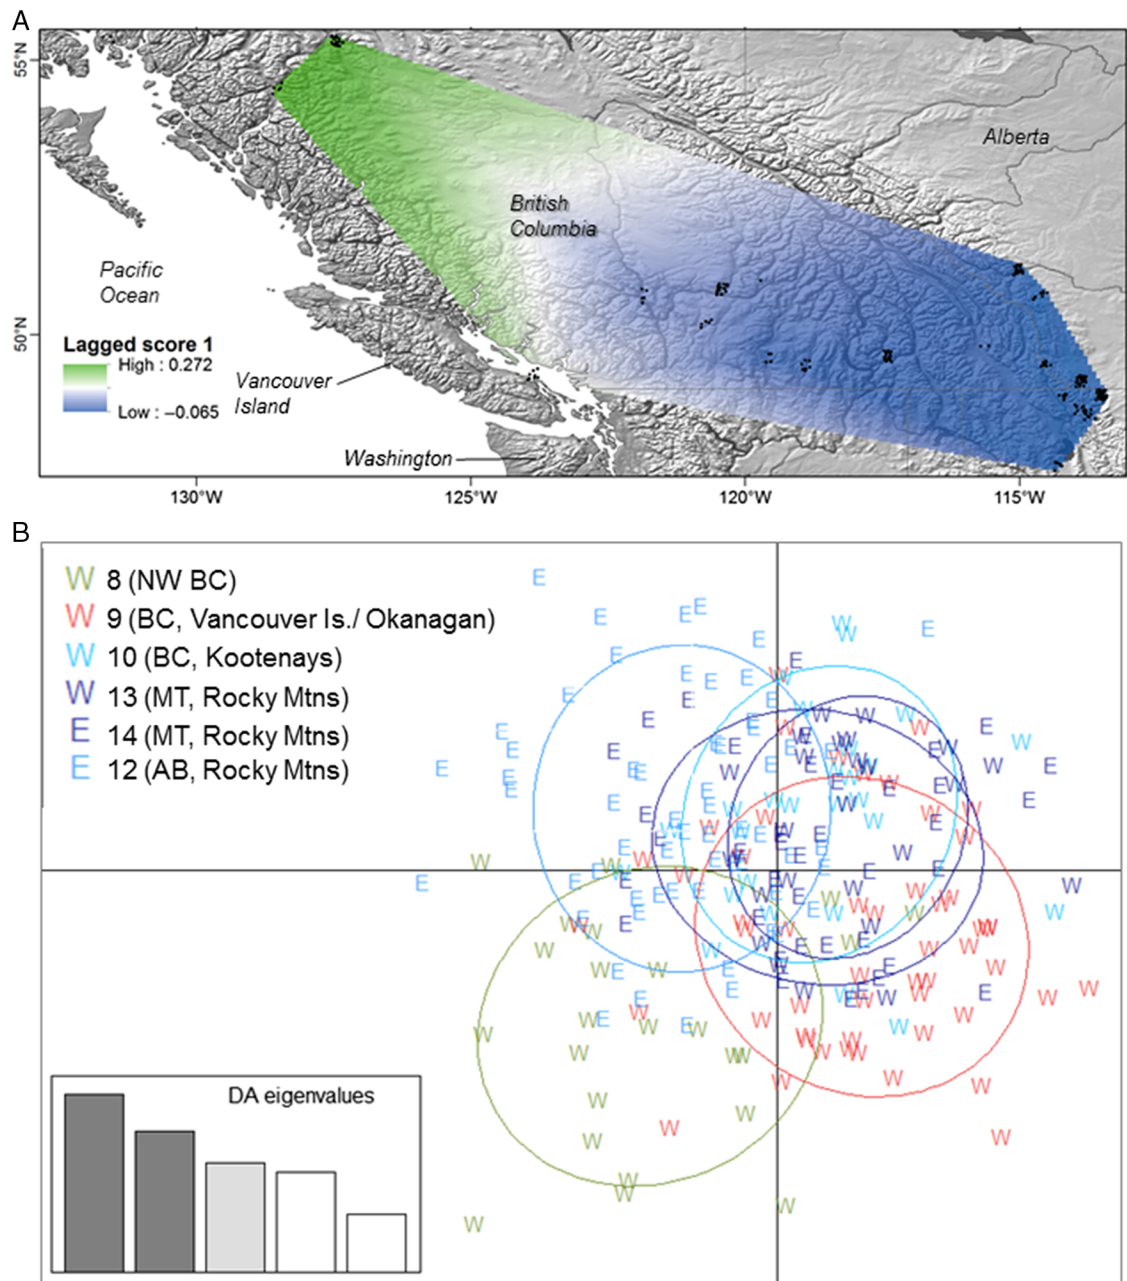 A
55°N
50°N
Alberta
British
Columbia
Pacific
Ocean
Lagged score 1
High : 0.272
Low : –0.065
Vancouver
Island
Washington
130°W
125°W
120°W
115°W
B
W 8 (NW BC)
W 9 (BC, Vancouver Is./ Okanagan)
W 10 (BC, Kootenays)
W 13 (MT, Rocky Mtns)
E 14 (MT, Rocky Mtns)
E 12 (AB, Rocky Mtns)
DA eigenvalues